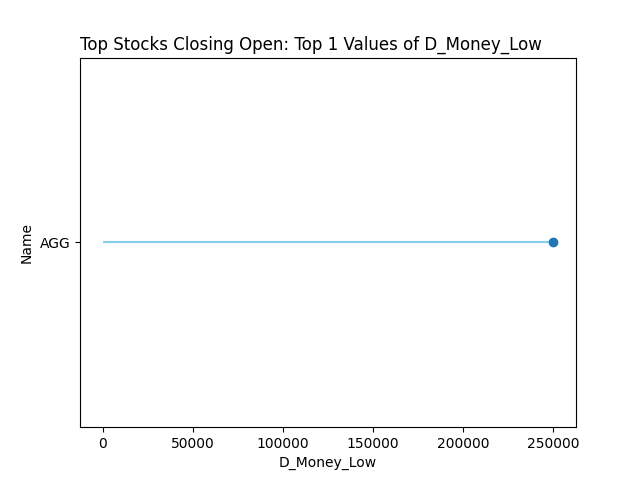 Top Stocks Closing Open: Top 1 Values of D_Money_Low
Name
AGG
0 50000 100000 150000 200000 250000
D_Money_Low